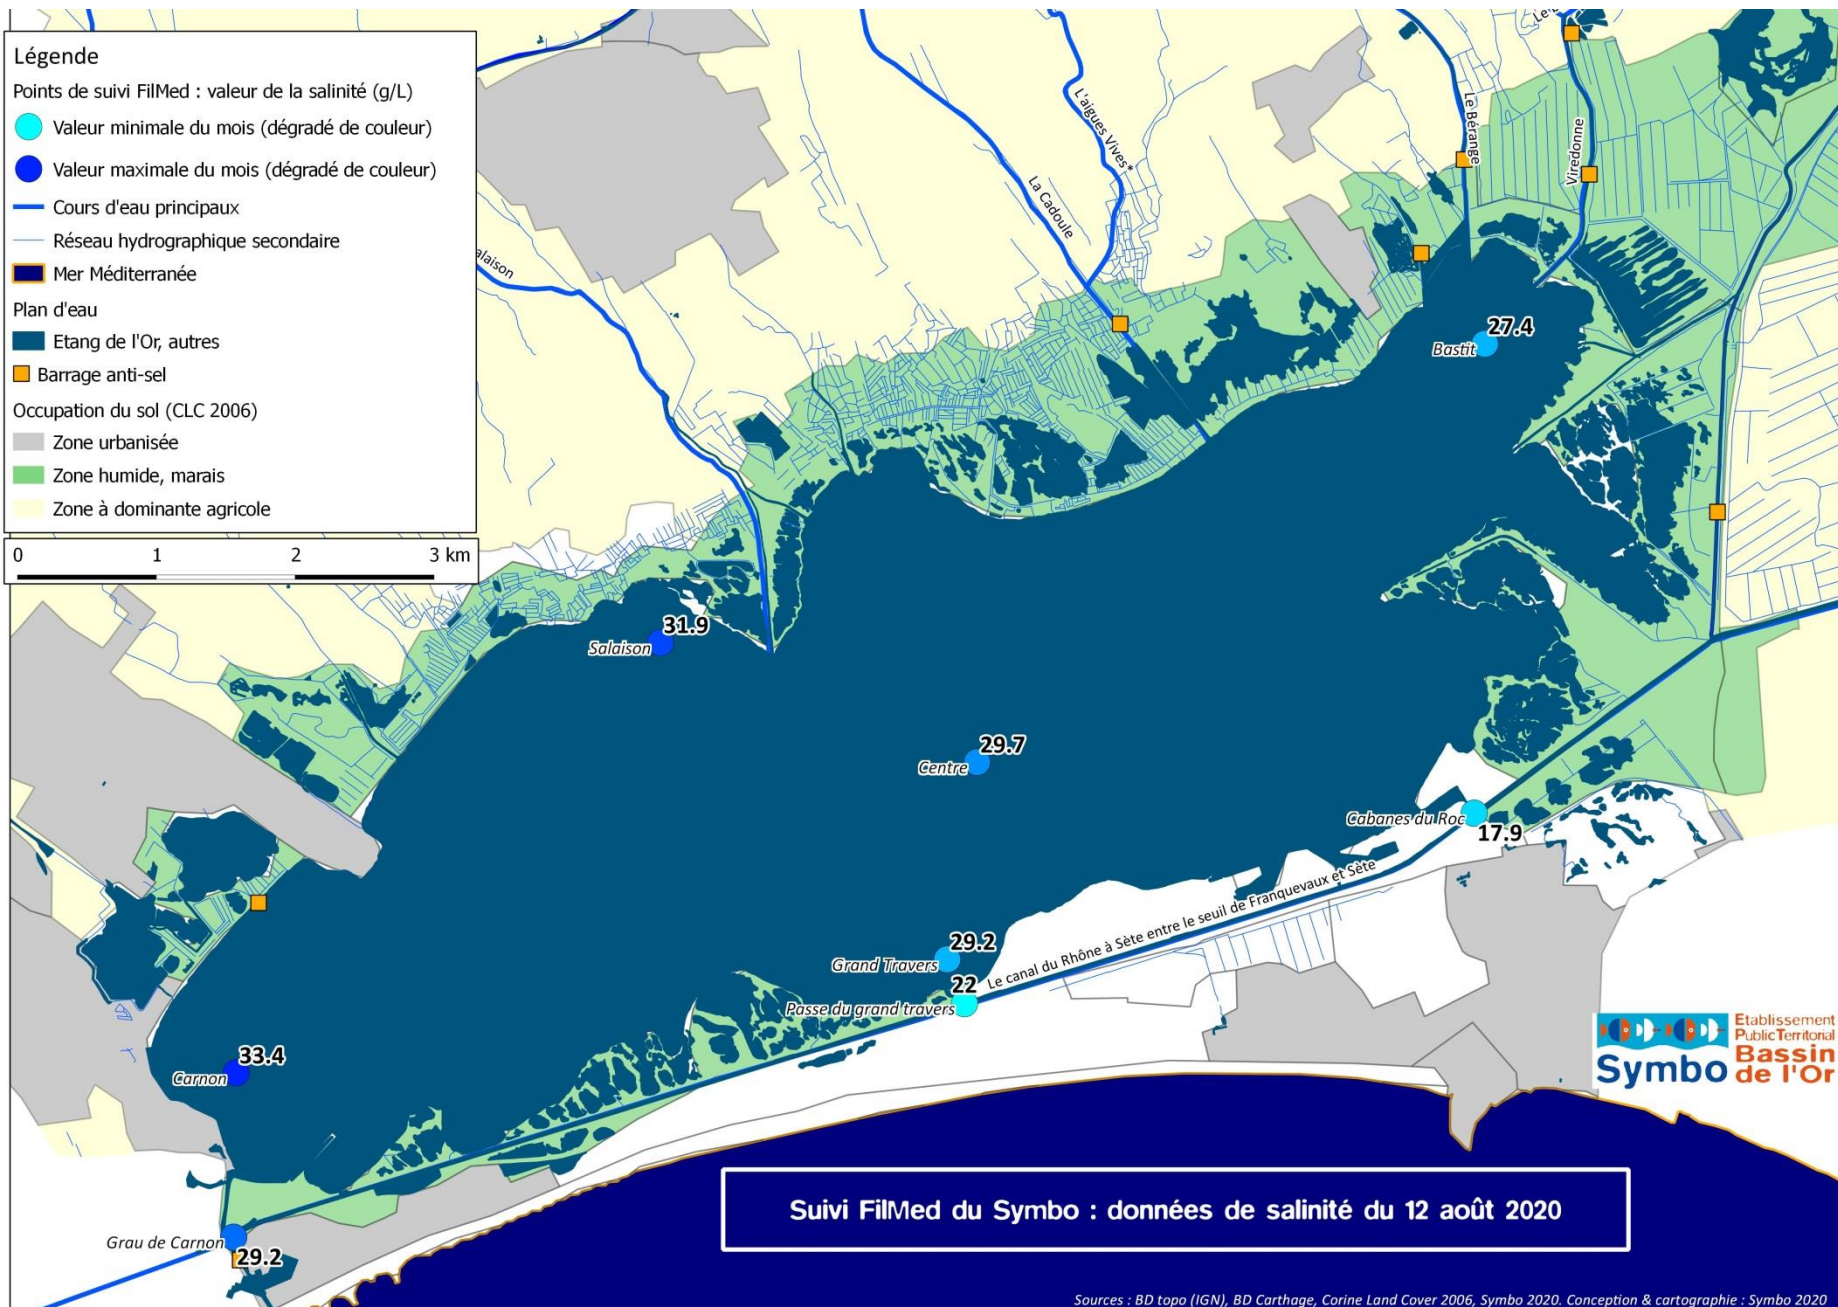 Légende
Points de suivi FilMed : valeur de la salinité (g/L)
Valeur minimale du mois (dégradé de couleur)
Valeur maximale du mois (dégradé de couleur)
Cours d'eau principaux
Réseau hydrographique secondaire
Mer Méditerranée
Plan d'eau
Etang de l'Or, autres
Barrage anti-sel
Occupation du sol (CLC 2006)
Zone urbanisée
Zone humide, marais
Zone à dominante agricole
0 1 2 3 km
alaison
La Cadoule
L'aigues Vives*
Le Bérange
Viredonne
27.4
Bastit
31.9
Salaison
29.7
Centre
Cabanes du Roc
17.9
Le canal du Rhône à Sète entre le seuil de Franquevaux et Sète
29.2
Grand Travers
22
Passe du grand travers
33.4
Carnon
Grau de Carnon
29.2
Etablissement
Public Territorial
Bassin
de l'Or
Symbo
Suivi FilMed du Symbo : données de salinité du 12 août 2020
Sources : BD topo (IGN), BD Carthage, Corine Land Cover 2006, Symbo 2020. Conception & cartographie : Symbo 2020